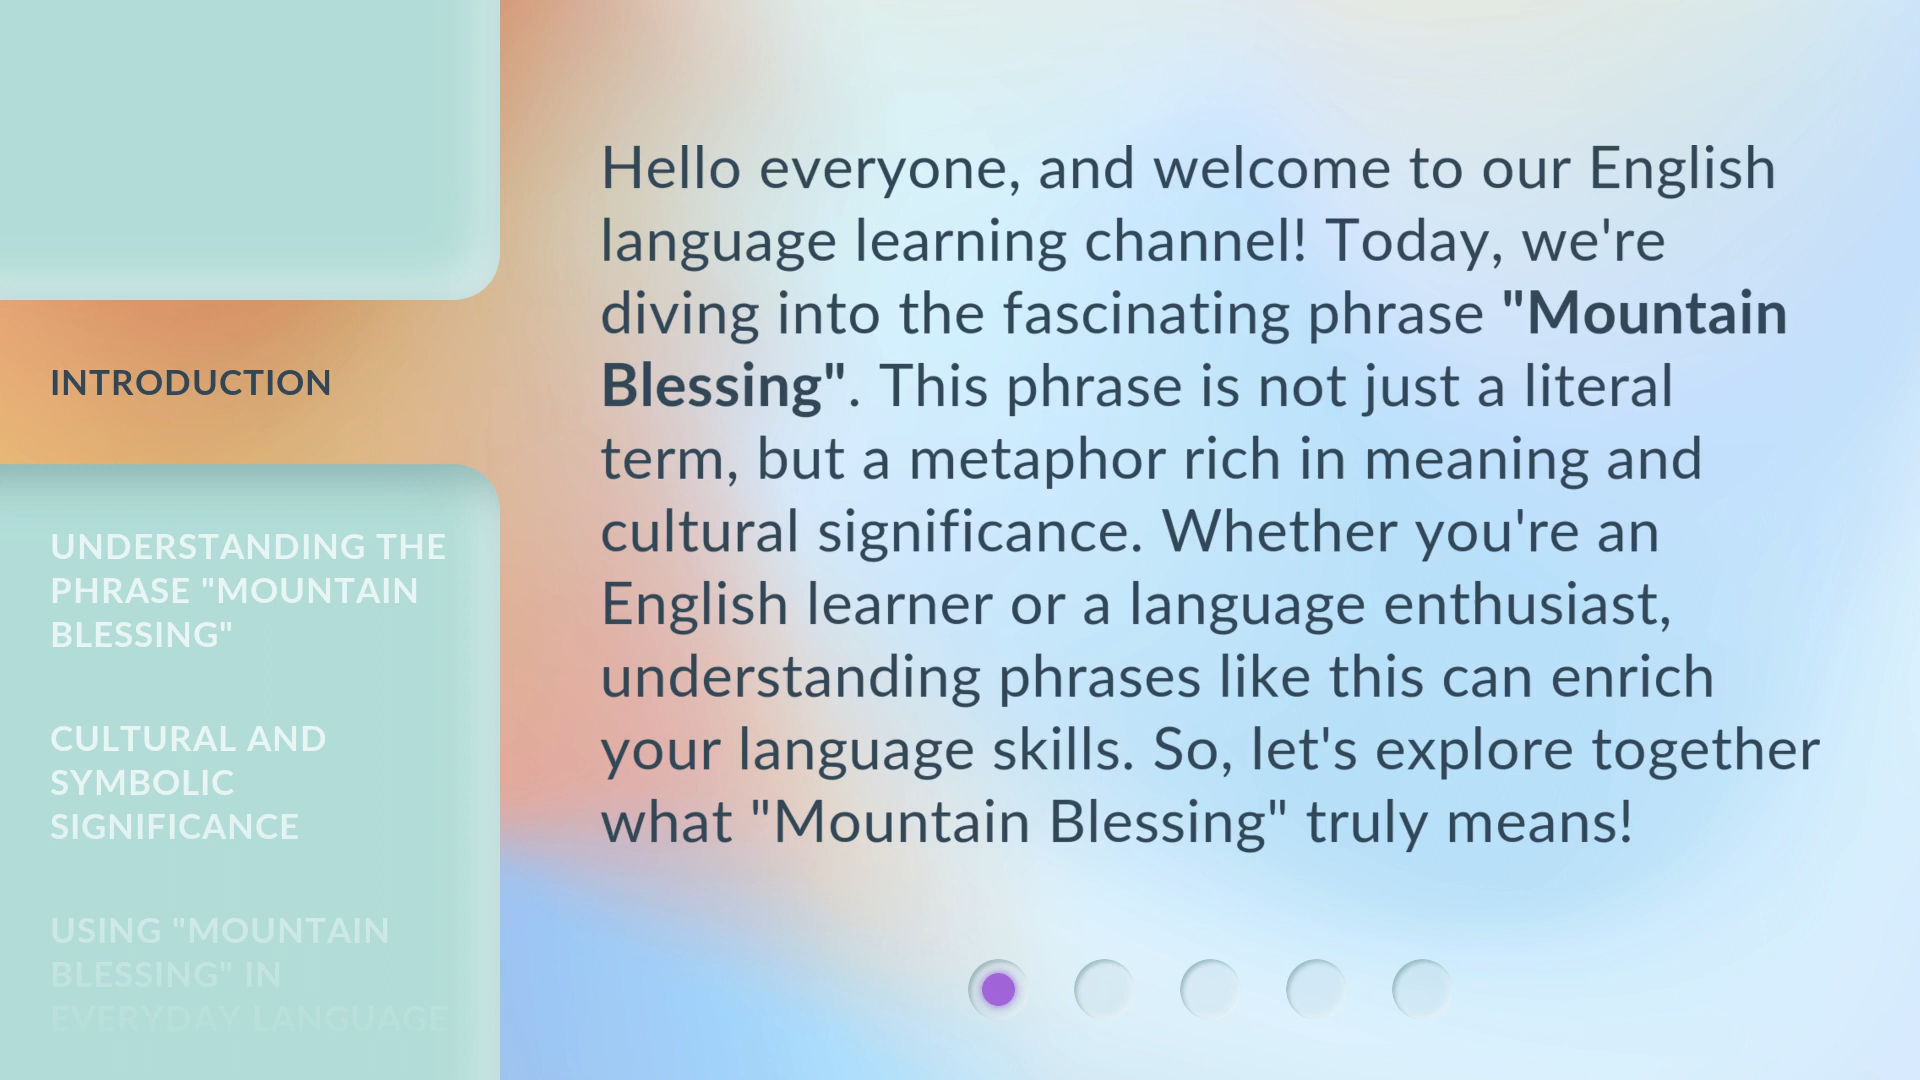 INTRODUCTION
UNDERSTANDING THE
PHRASE "MOUNTAIN
BLESSING"
CULTURAL AND
SYMBOLIC
SIGNIFICANCE
USING "MOUNTAIN
BLESSING" IN
EVERYDAY LANGUAGE
Hello everyone, and welcome to our English
language learning channel! Today, we're
diving into the fascinating phrase "Mountain
Blessing". This phrase is not just a literal
term, but a metaphor rich in meaning and
cultural significance. Whether you're an
English learner or a language enthusiast,
understanding phrases like this can enrich
your language skills. So, let's explore together
what "Mountain Blessing" truly means!